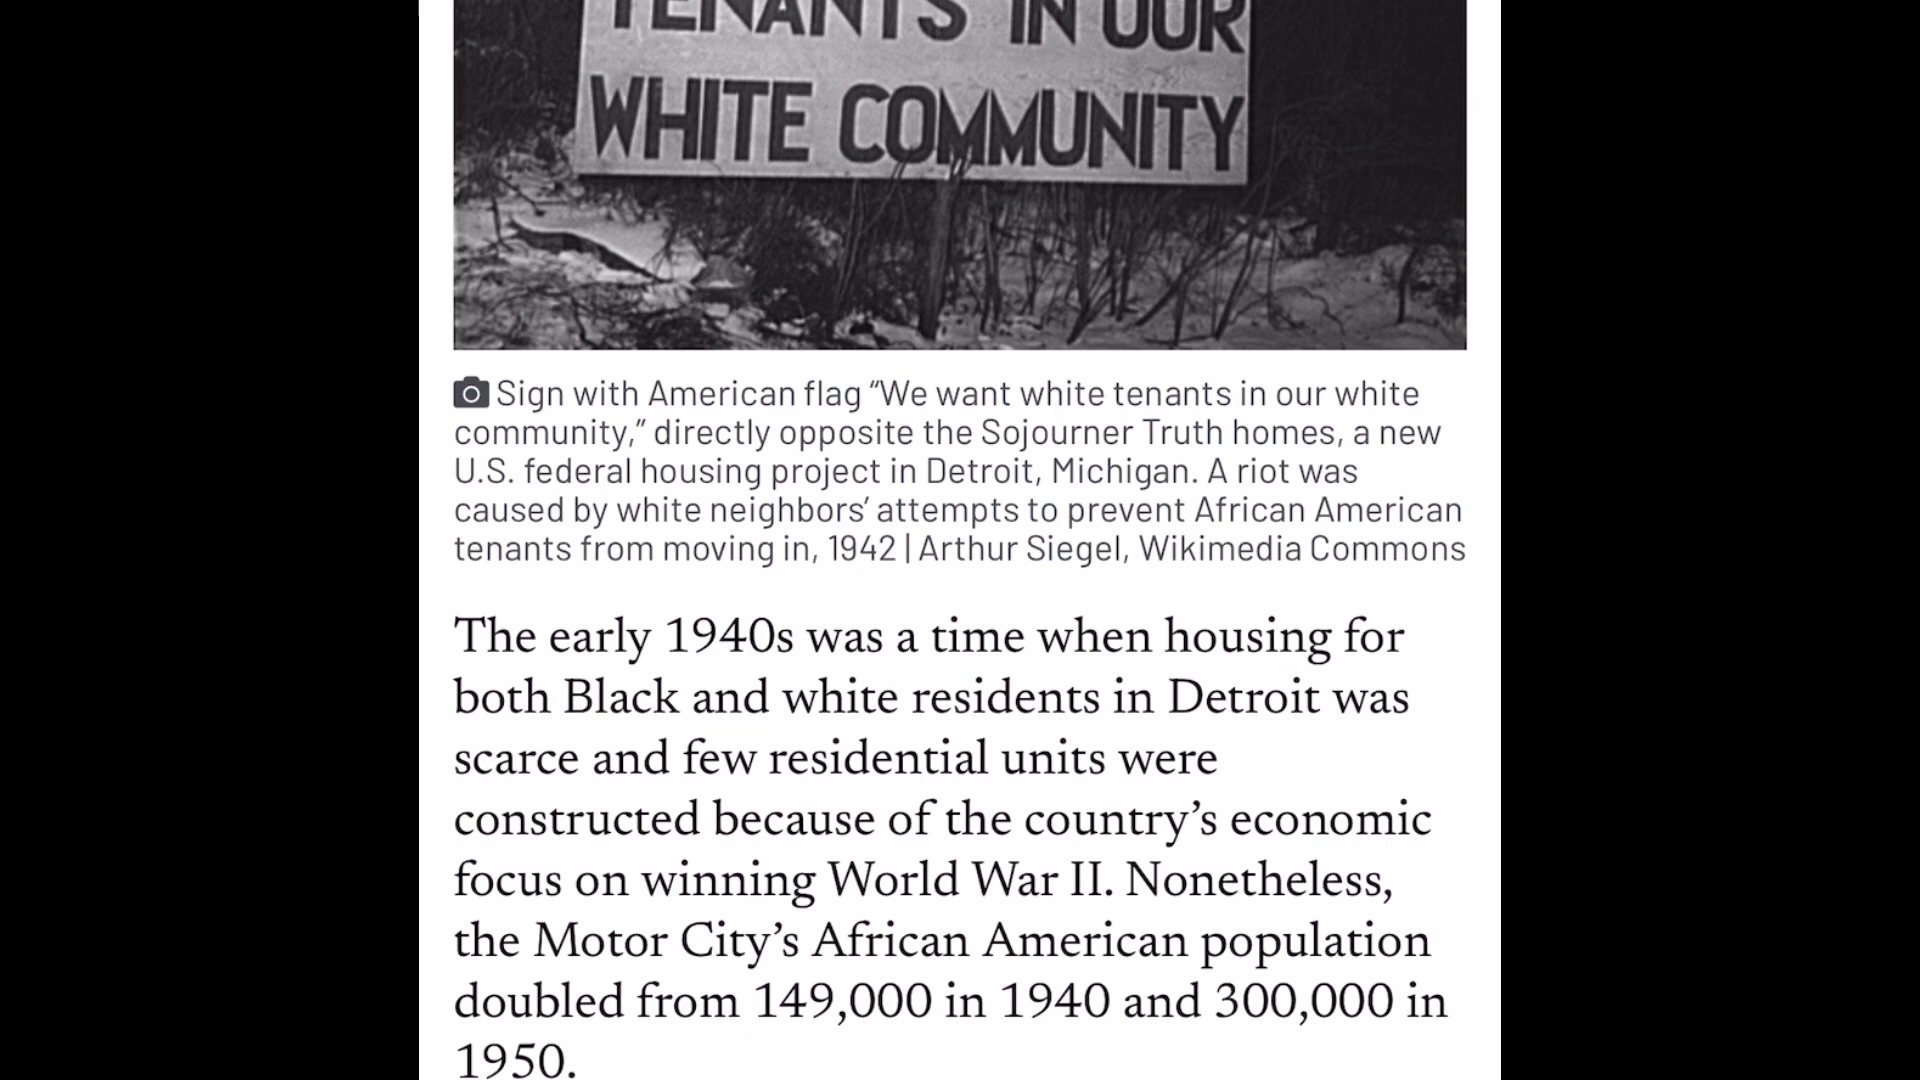 TENANTS IN OUR
WHITE COMMUNITY
Sign with American flag “We want white tenants in our white
community,” directly opposite the Sojourner Truth homes, a new
U.S. federal housing project in Detroit, Michigan. A riot was
caused by white neighbors’ attempts to prevent African American
tenants from moving in, 1942 | Arthur Siegel, Wikimedia Commons
The early 1940s was a time when housing for
both Black and white residents in Detroit was
scarce and few residential units were
constructed because of the country’s economic
focus on winning World War II. Nonetheless,
the Motor City’s African American population
doubled from 149,000 in 1940 and 300,000 in
1950.